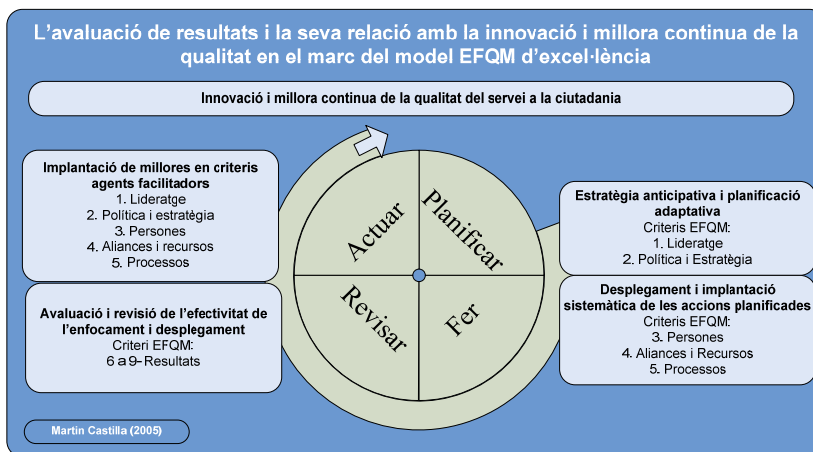 L’avaluació de resultats i la seva relació amb la innovació i millora continua de la
qualitat en el marc del model EFQM d’excel·lència
Innovació i millora continua de la qualitat del servei a la ciutadania
Implantació de millores en criteris
agents facilitadors
1. Lideratge
2. Política i estratègia
3. Persones
4. Aliances i recursos
5. Processos
Avaluació i revisió de l’efectivitat de
l’enfocament i desplegament
Criteri EFQM:
6 a 9- Resultats
Actuar
Planificar
Revisar
Fer
Estratègia anticipativa i planificació
adaptativa
Criteris EFQM:
1. Lideratge
2. Política i Estratègia
Desplegament i implantació
sistemàtica de les accions planificades
Criteris EFQM:
3. Persones
4. Aliances i Recursos
5. Processos
Martin Castilla (2005)